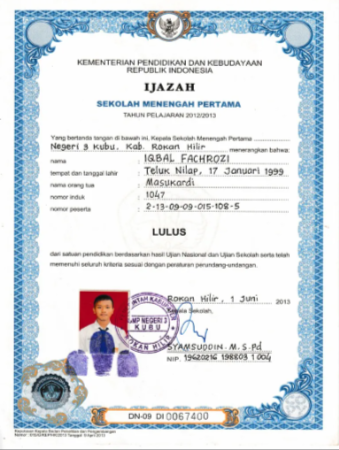 KEMENTERIAN PENDIDIKAN DAN KEBUDAYAAN
REPUBLIK INDONESIA
IJAZAH
SEKOLAH MENENGAH PERTAMA
TAHUN PELAJARAN 2012/2013
Yang bertanda tangan di bawah ini, Kepala Sekolah Menengah Pertama
Negeri 3 Kubu, Kab. Rokan Hilir menerangkan bahwa:
nama IQBAL FACHROZI
tempat dan tanggal lahir Teluk Nilap, 17 Januari 1999
nama orang tua Masukardi
nomor induk 1047
nomor peserta 2-13-09-09-015-108-5
LULUS
dari satuan pendidikan berdasarkan hasil Ujian Nasional dan Ujian Sekolah serta telah
memenuhi seluruh kriteria sesuai dengan peraturan perundang-undangan.
Rokan Hilir, 1 Juni 2013
Kepala Sekolah,
SMP NEGERI 3
KUBU
ROKAN HILIR
SYAMSUDDIN. M.S.Pd
NIP. 19620216 198803 1 004
DN-09 DI 0067400